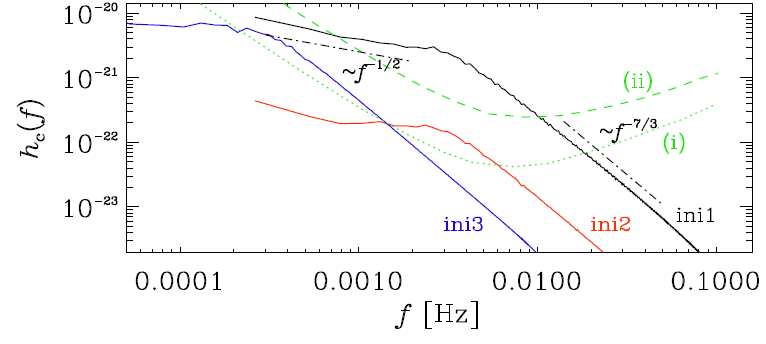 10⁻²⁰
10⁻²¹
10⁻²²
10⁻²³
h_c(f)
~f^{-1/2}
(ii)
~f^{-7/3}
(i)
ini3
ini2
ini1
0.0001 0.0010 0.0100 0.1000
f [Hz]